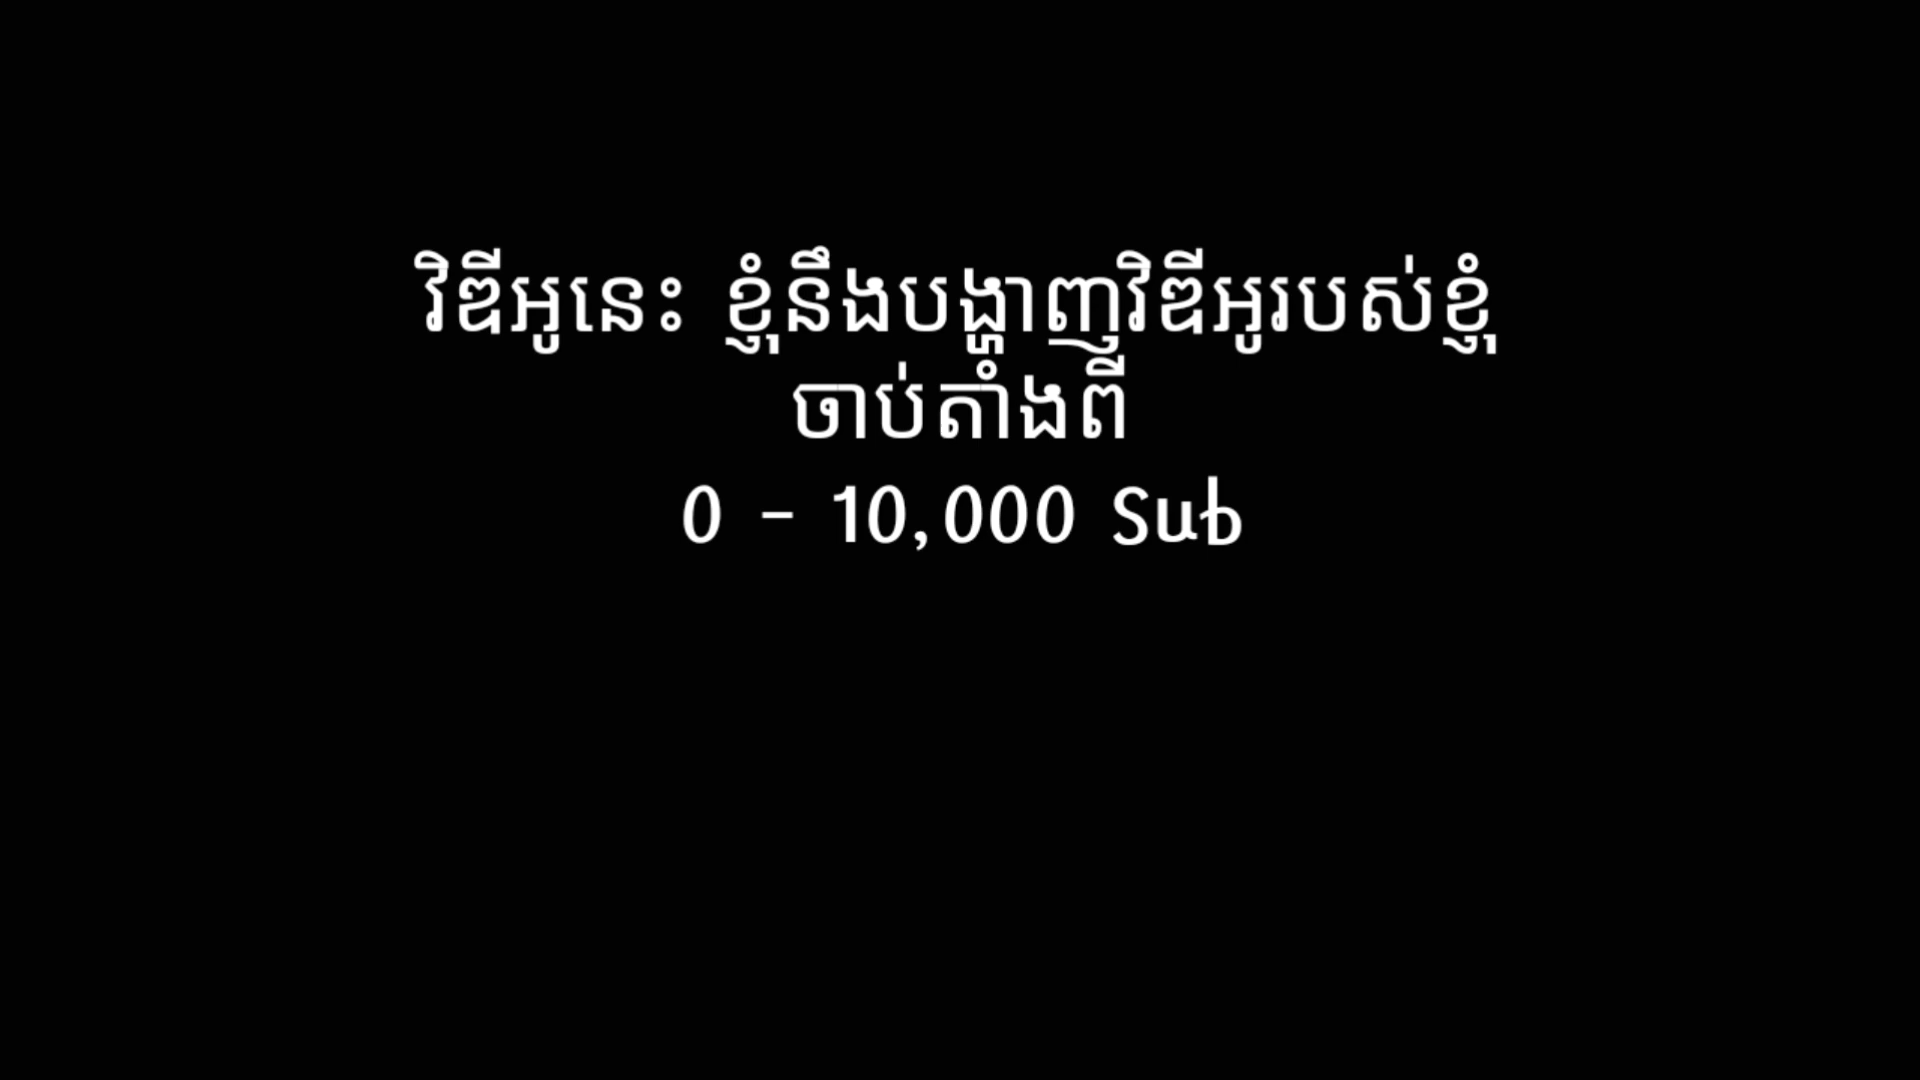 វិឌីអូនេះ ខ្ញុំនឹងបង្ហាញវិឌីអូរបស់ខ្ញុំ
ចាប់តាំងពី
0 - 10,000 Sub